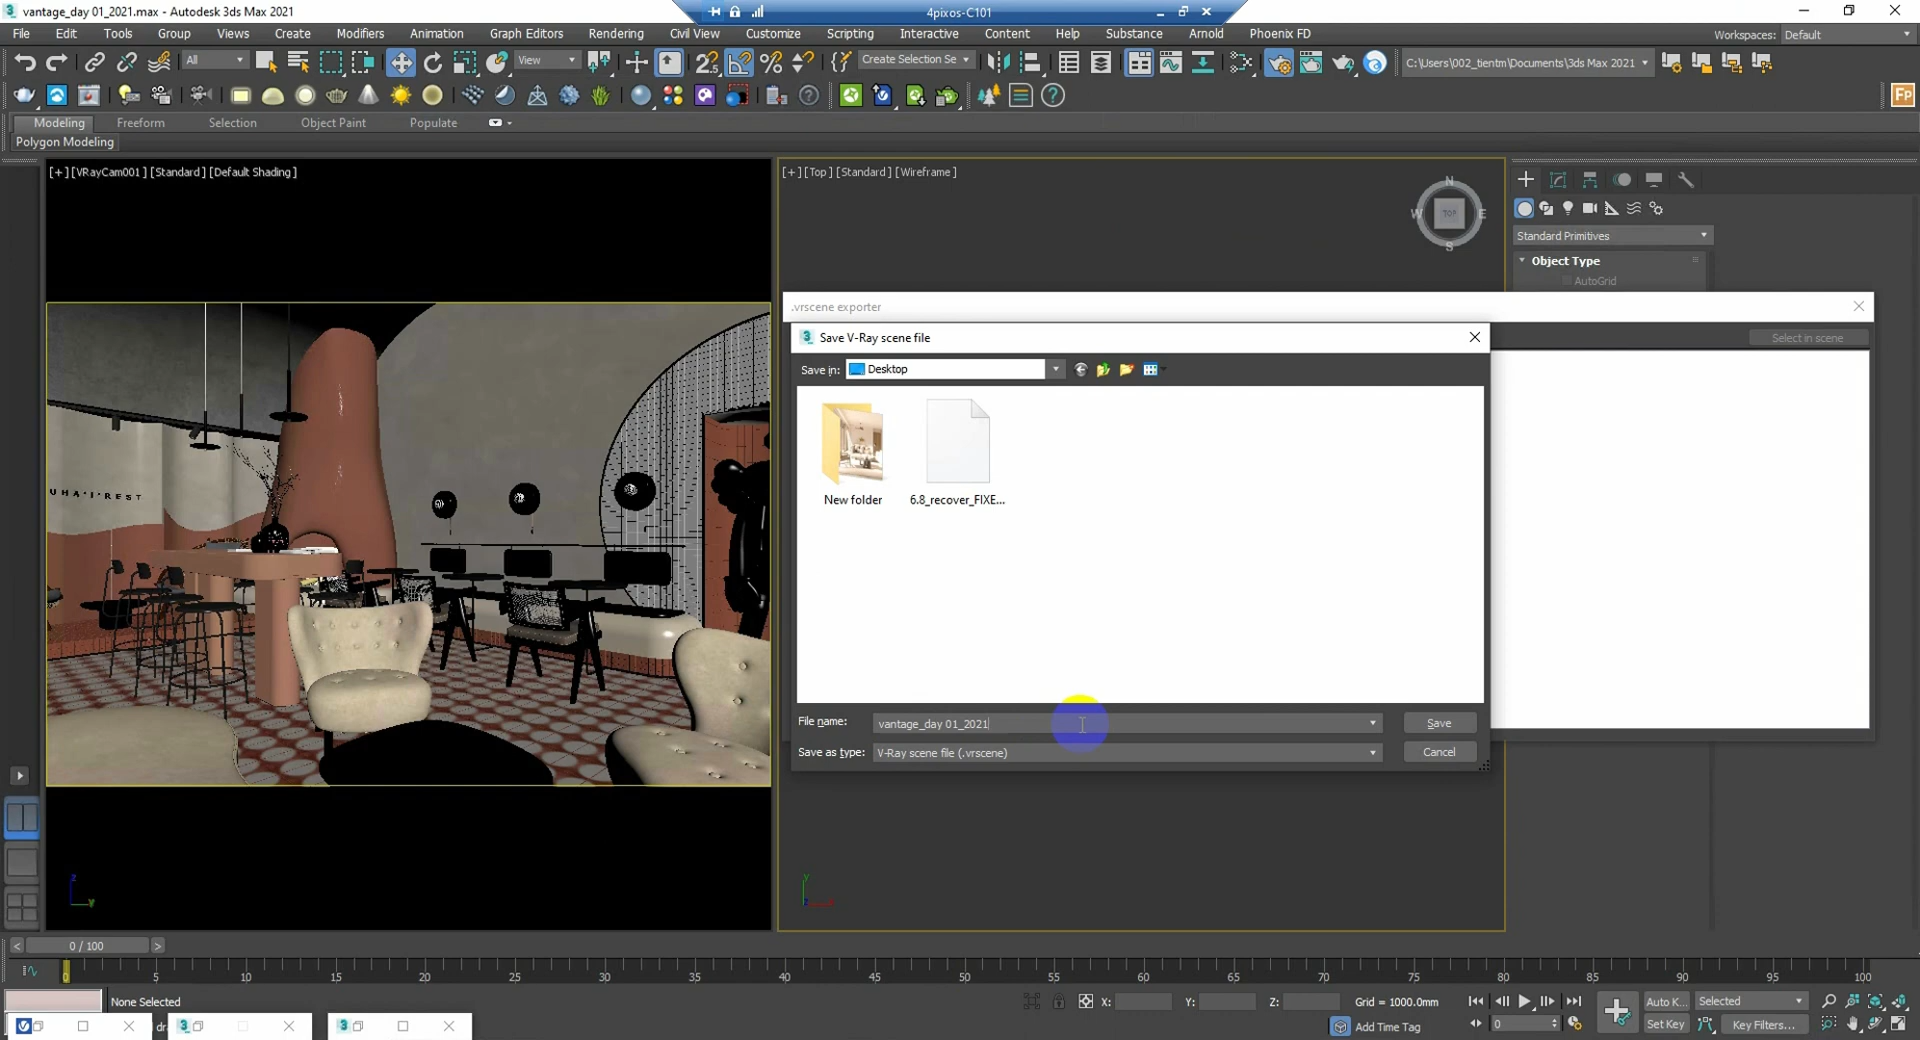 vantage_day 01_2021.max - Autodesk 3ds Max 2021
4pixos-C101
File Edit Tools Group Views Create Modifiers Animation Graph Editors Rendering Civil View Customize Scripting Interactive Content Help Substance Arnold Phoenix FD
Workspaces: Default
All
View
Create Selection Se
C:\Users\002_tientm\Documents\3ds Max 2021
Fp
Modeling Freeform Selection Object Paint Populate
Polygon Modeling
[+] [VRayCam001] [Standard] [Default Shading]
[+] [Top] [Standard] [Wireframe]
N
W TOP E
S
Standard Primitives
Object Type
AutoGrid
.vrscene exporter
Select in scene
Save V-Ray scene file
Save in: Desktop
New folder
6.8_recover_FIXE...
File name: vantage_day 01_2021
Save
Save as type: V-Ray scene file (.vrscene)
Cancel
UHA·I·REST
z
y
y
0 / 100
0 5 10 15 20 25 30 35 40 45 50 55 60 65 70 75 80 85 90 95 100
None Selected
X: Y: Z: Grid = 1000.0mm
Auto K... Selected
Add Time Tag
0
Set Key Key Filters...